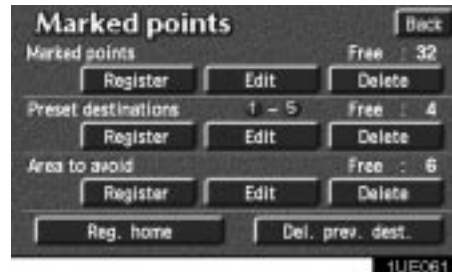 Marked points Back
Marked points Free : 32
Register Edit Delete
Preset destinations 1 – 5 Free : 4
Register Edit Delete
Area to avoid Free : 6
Register Edit Delete
Reg. home Del. prev. dest.
1UE061